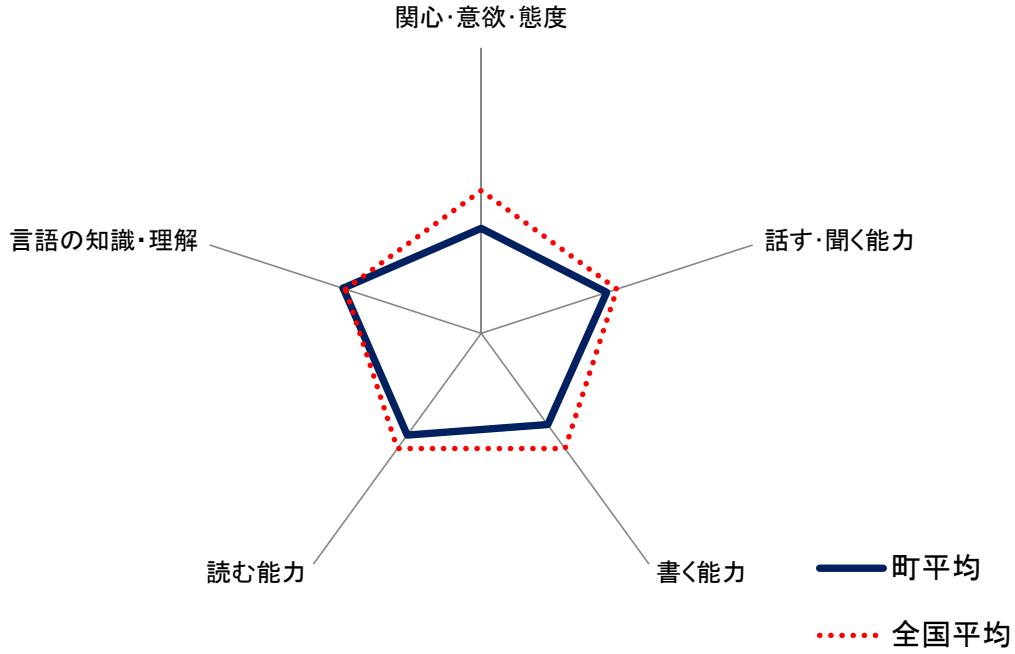 関心・意欲・態度
言語の知識・理解
話す・聞く能力
読む能力
書く能力
町平均
全国平均